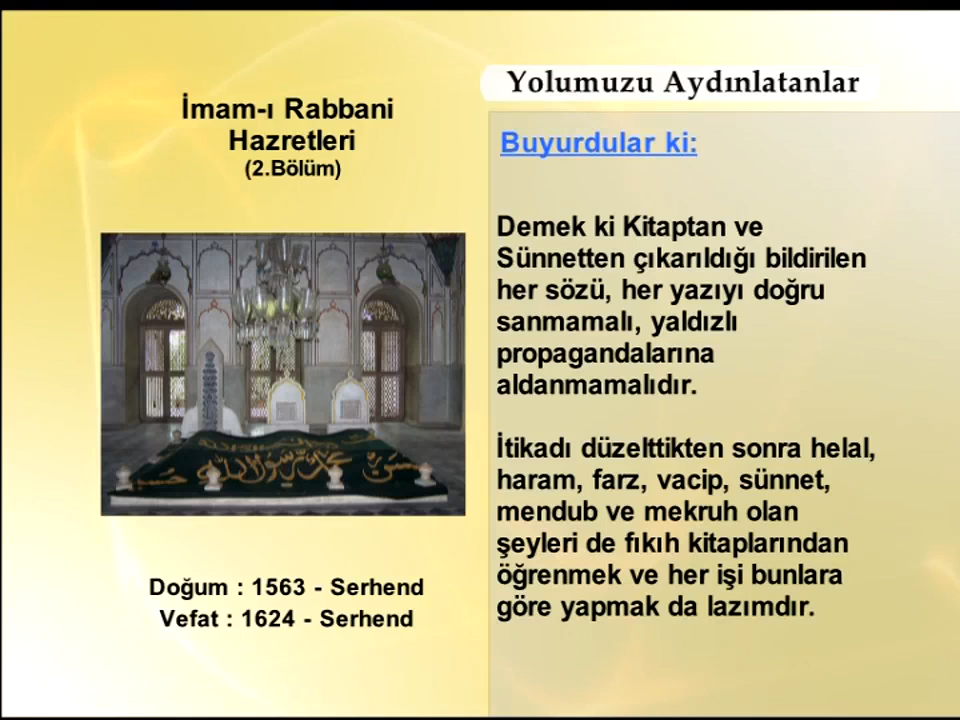 Yolumuzu Aydınlatanlar
İmam-ı Rabbani
Hazretleri
(2.Bölüm)
Doğum : 1563 - Serhend
Vefat : 1624 - Serhend
Buyurdular ki:
Demek ki Kitaptan ve
Sünnetten çıkarıldığı bildirilen
her sözü, her yazıyı doğru
sanmamalı, yaldızlı
propagandalarına
aldanmamalıdır.
İtikadı düzelttikten sonra helal,
haram, farz, vacip, sünnet,
mendub ve mekruh olan
şeyleri de fıkıh kitaplarından
öğrenmek ve her işi bunlara
göre yapmak da lazımdır.